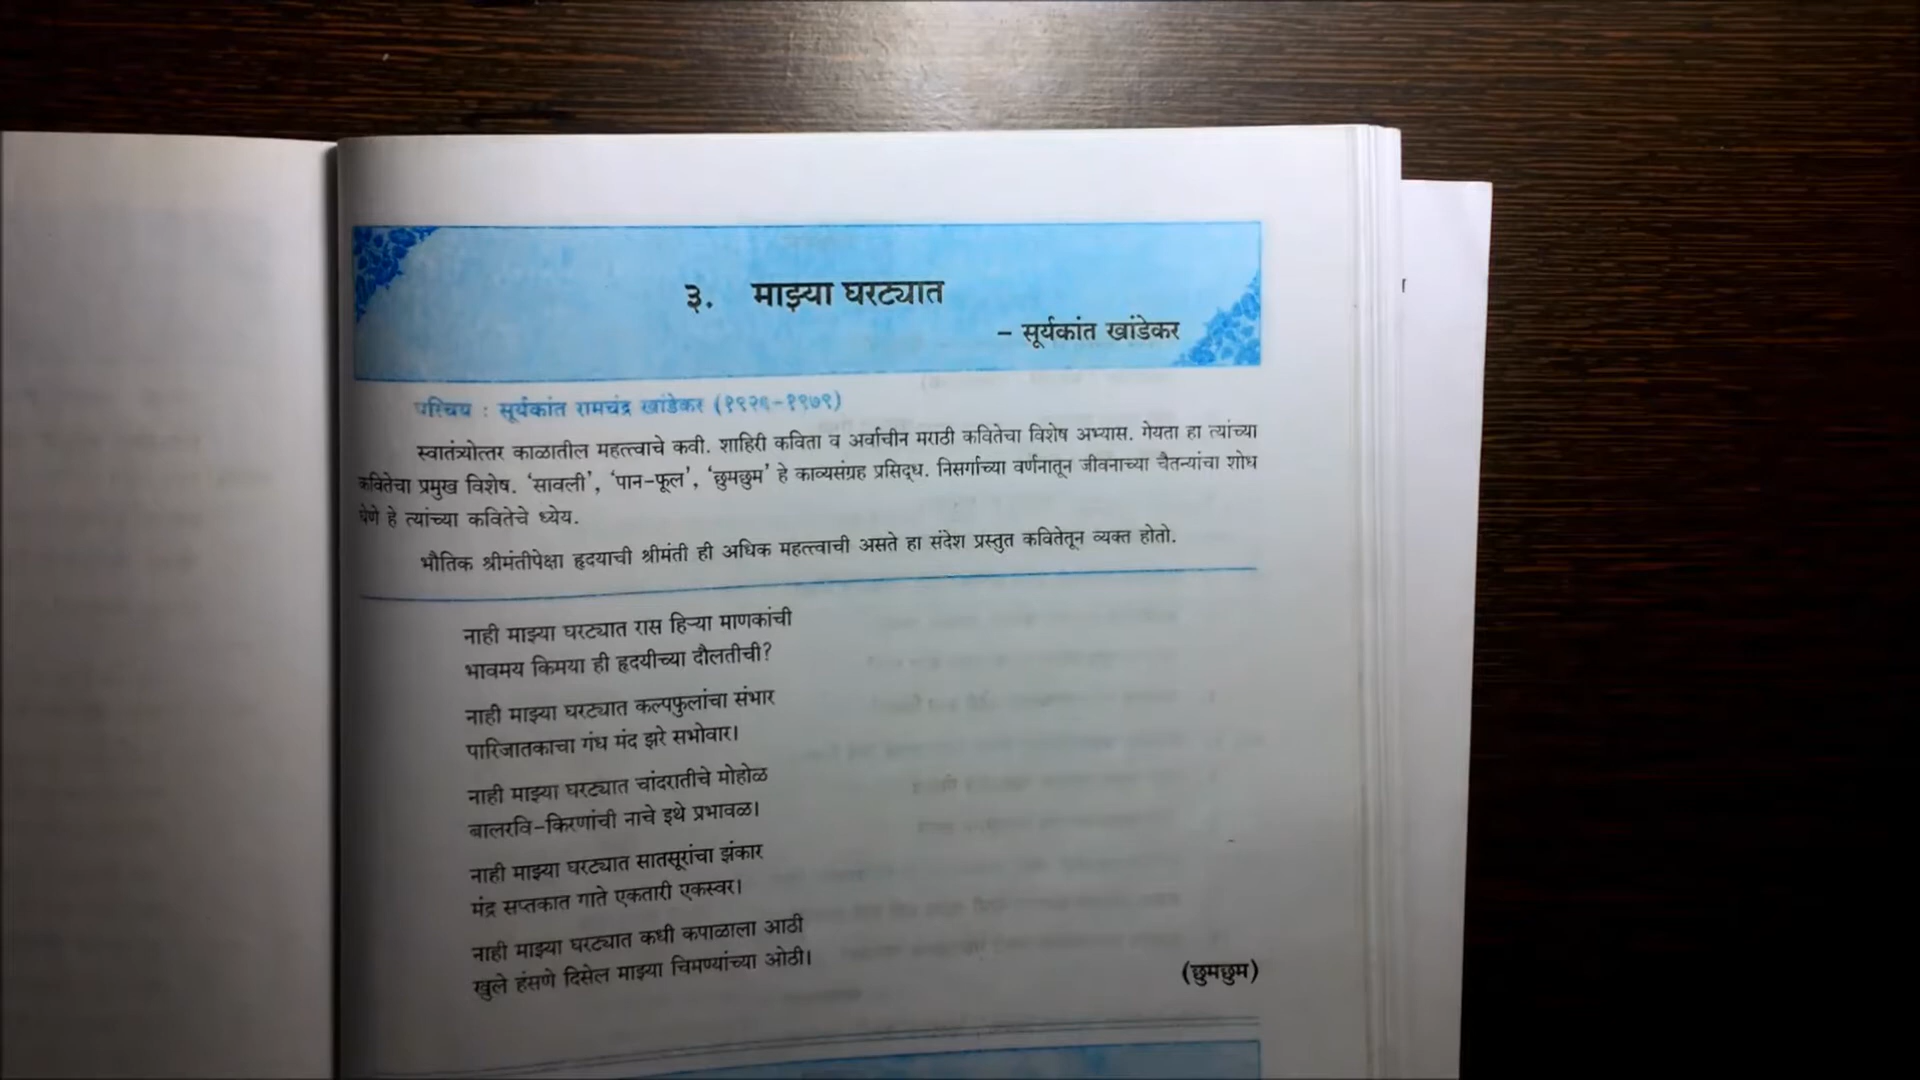 ३. माझ्या घरट्यात
– सूर्यकांत खांडेकर
परिचय : सूर्यकांत रामचंद्र खांडेकर (१९२६-१९७९)
स्वातंत्र्योत्तर काळातील महत्त्वाचे कवी. शाहिरी कविता व अर्वाचीन मराठी कवितेचा विशेष अभ्यास. गेयता हा त्यांच्या
कवितेचा प्रमुख विशेष. ‘सावली’, ‘पान-फूल’, ‘छुमछुम’ हे काव्यसंग्रह प्रसिद्ध. निसर्गाच्या वर्णनातून जीवनाच्या चैतन्यांचा शोध
घेणे हे त्यांच्या कवितेचे ध्येय.
भौतिक श्रीमंतीपेक्षा हृदयाची श्रीमंती ही अधिक महत्त्वाची असते हा संदेश प्रस्तुत कवितेतून व्यक्त होतो.
नाही माझ्या घरट्यात रास हिऱ्या माणकांची
भावमय किमया ही हृदयीच्या दौलतीची?
नाही माझ्या घरट्यात कल्पफुलांचा संभार
पारिजातकाचा गंध मंद झरे सभोवार।
नाही माझ्या घरट्यात चांदरातीचे मोहोळ
बालरवि-किरणांची नाचे इथे प्रभावळ।
नाही माझ्या घरट्यात सातसूरांचा झंकार
मंद्र सप्तकात गाते एकतारी एकस्वर।
नाही माझ्या घरट्यात कधी कपाळाला आठी
खुले हंसणे दिसेल माझ्या चिमण्यांच्या ओठी।
(छुमछुम)